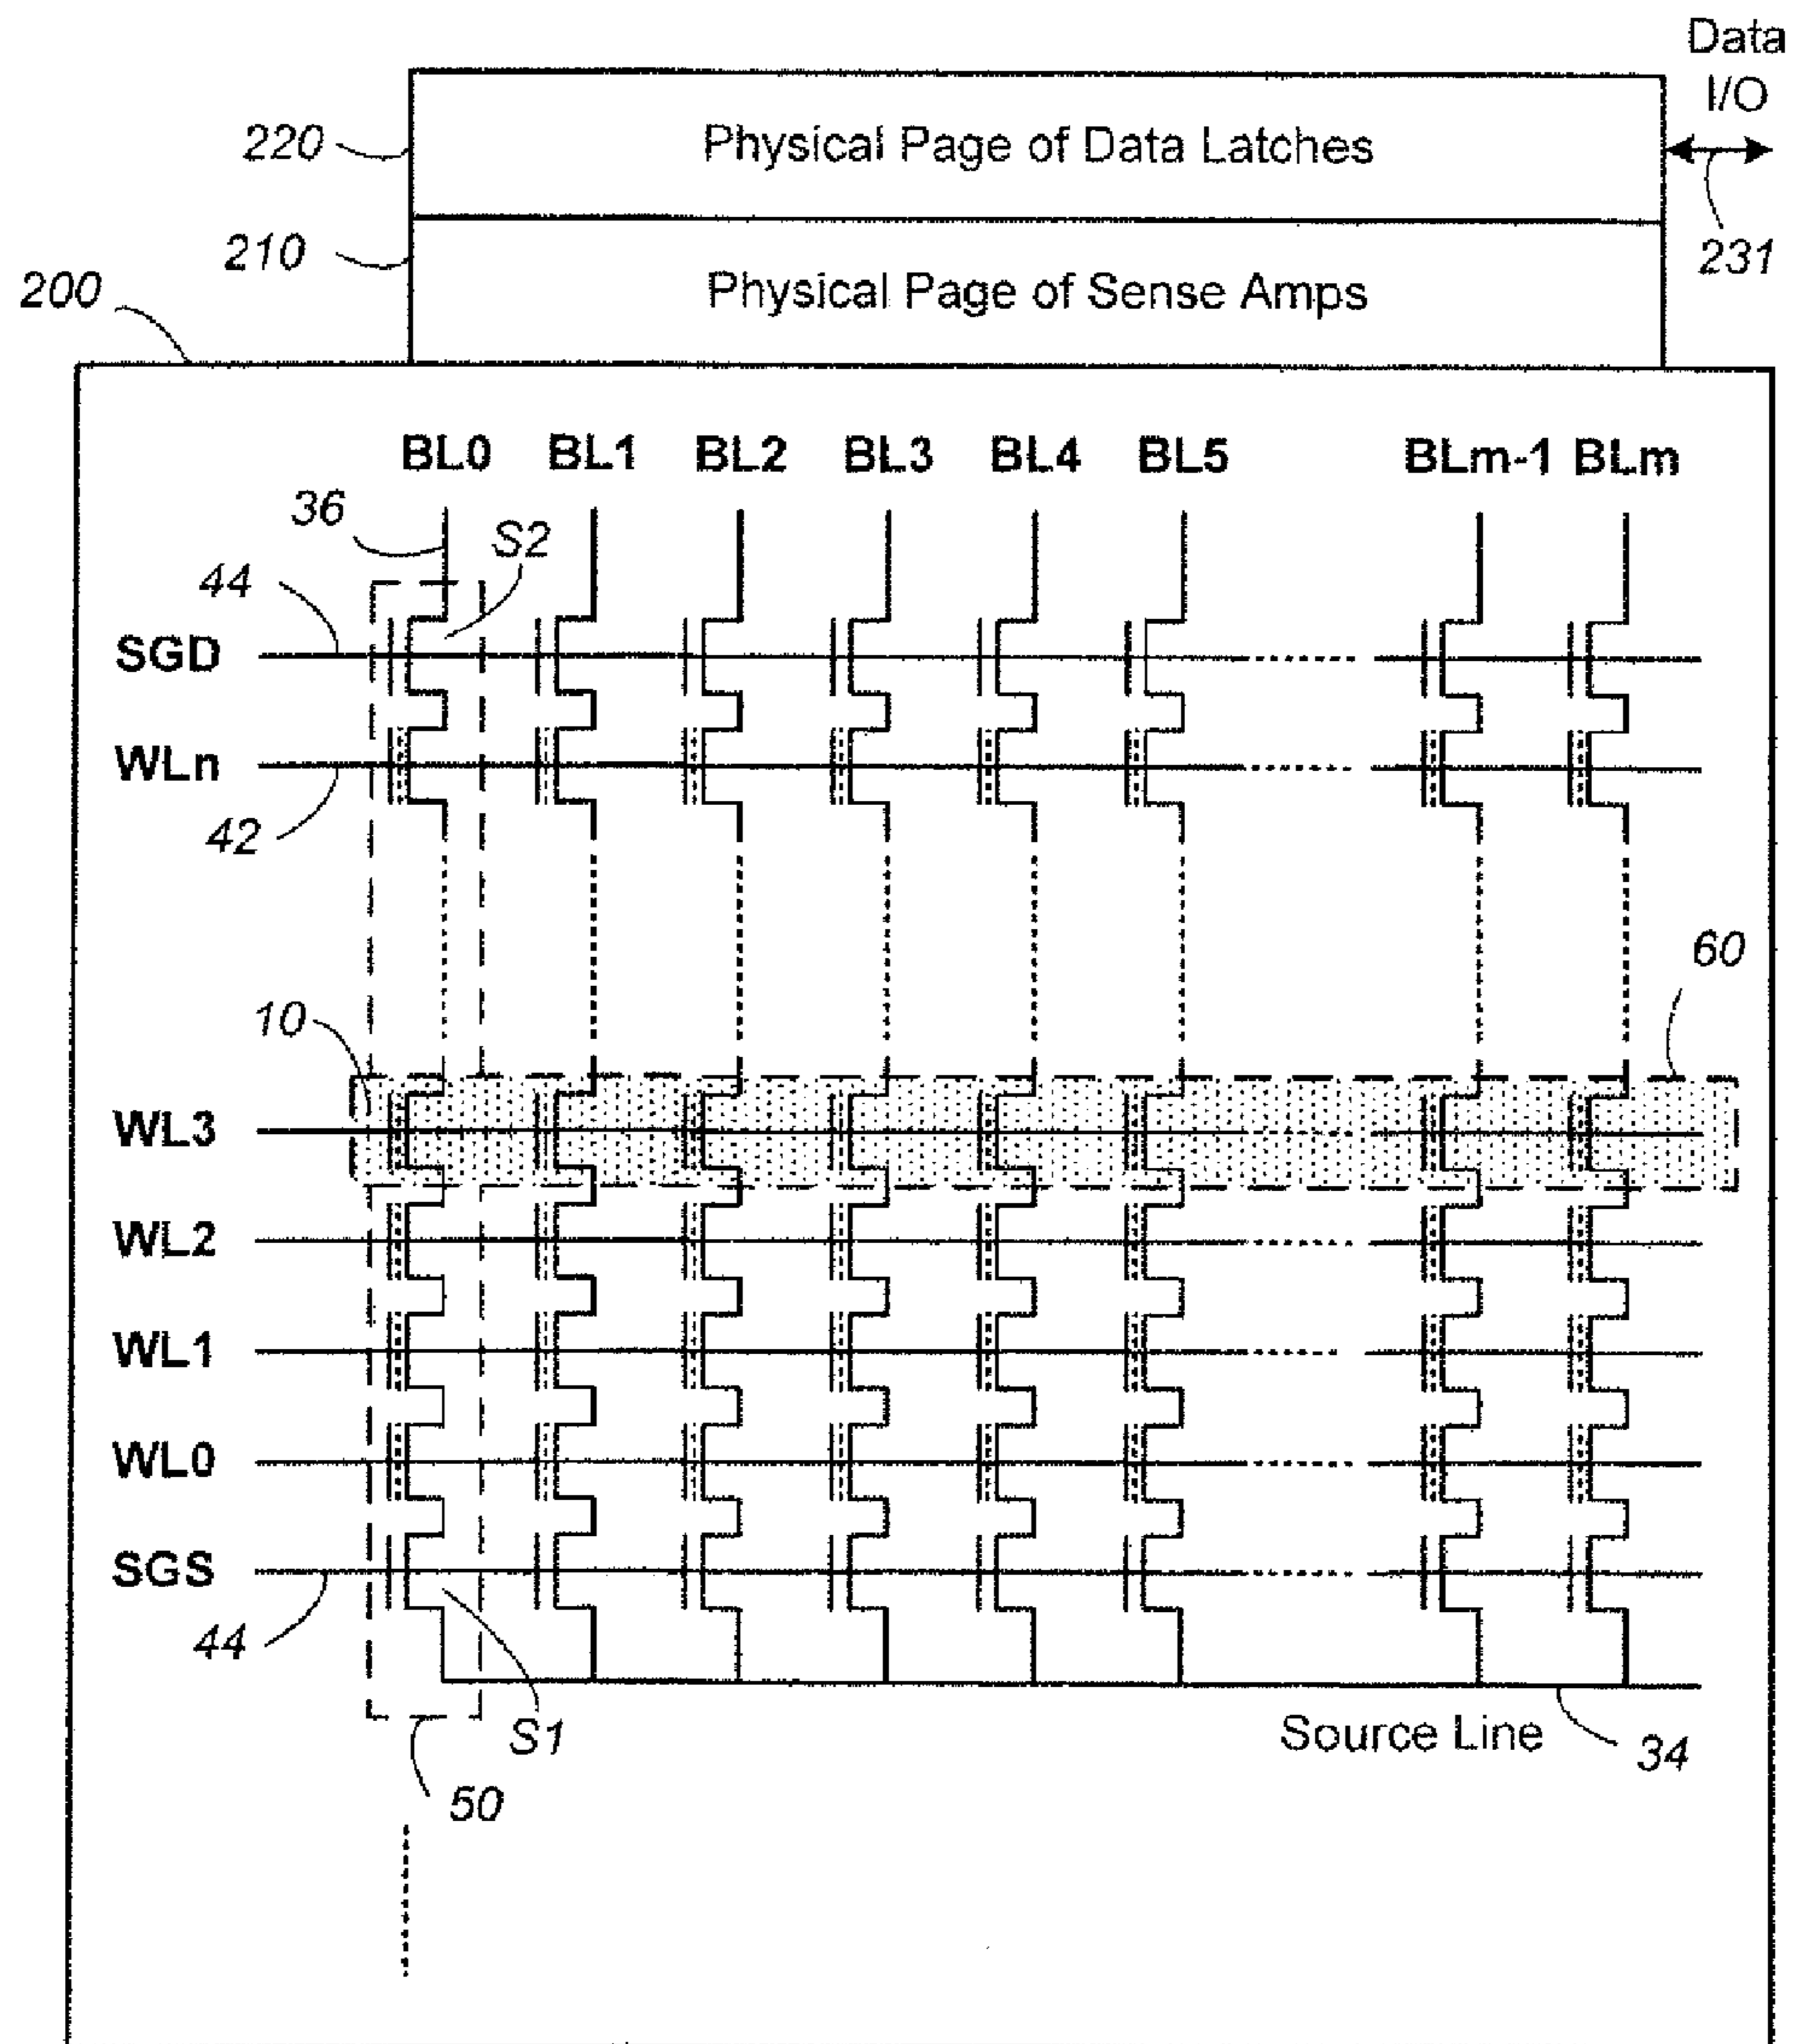 Data
I/O
220
Physical Page of Data Latches
231
210
Physical Page of Sense Amps
200
BL0 BL1 BL2 BL3 BL4 BL5 BLm-1 BLm
36
S2
44
SGD
WLn
42
60
10
WL3
WL2
WL1
WL0
SGS
44
S1
Source Line
34
50